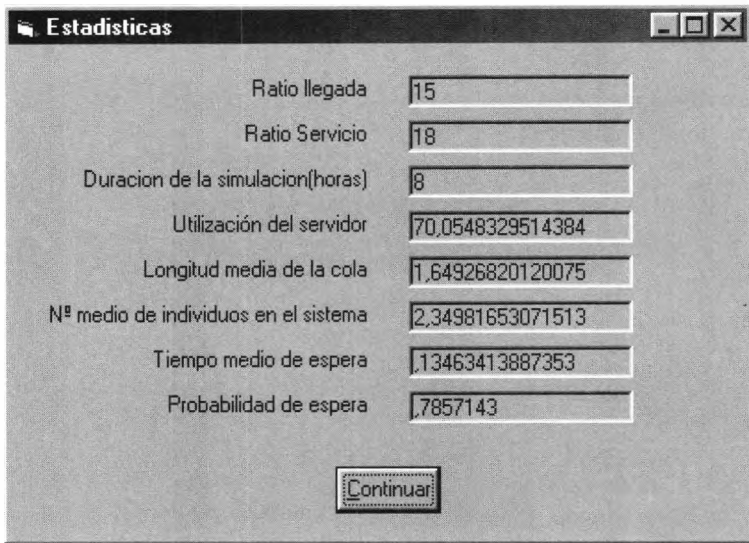 Estadisticas
Ratio llegada 15
Ratio Servicio 18
Duracion de la simulacion(horas) 8
Utilización del servidor 70,0548329514384
Longitud media de la cola 1,64926820120075
Nº medio de individuos en el sistema 2,34981653071513
Tiempo medio de espera ,13463413887353
Probabilidad de espera ,7857143
Continuar